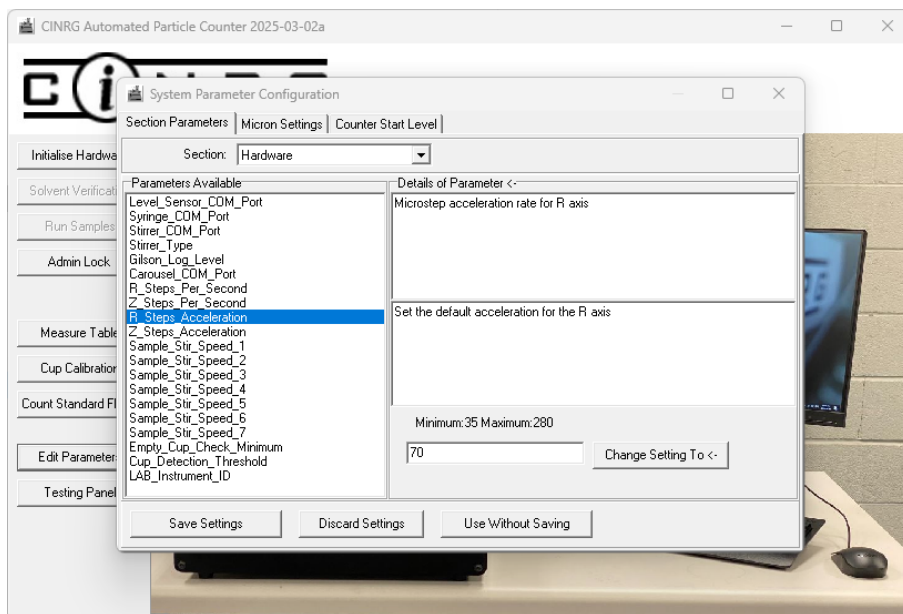 CINRG Automated Particle Counter 2025-03-02a
System Parameter Configuration
Section Parameters
Micron Settings
Counter Start Level
Initialise Hardwa
Solvent Verificati
Run Samples
Admin Lock
Measure Table
Cup Calibration
Count Standard Fl
Edit Parameter
Testing Panel
Section:
Hardware
Parameters Available
Level_Sensor_COM_Port
Syringe_COM_Port
Stirrer_COM_Port
Stirrer_Type
Gilson_Log_Level
Carousel_COM_Port
R_Steps_Per_Second
Z_Steps_Per_Second
R_Steps_Acceleration
Z_Steps_Acceleration
Sample_Stir_Speed_1
Sample_Stir_Speed_2
Sample_Stir_Speed_3
Sample_Stir_Speed_4
Sample_Stir_Speed_5
Sample_Stir_Speed_6
Sample_Stir_Speed_7
Empty_Cup_Check_Minimum
Cup_Detection_Threshold
LAB_Instrument_ID
Details of Parameter <-
Microstep acceleration rate for R axis
Set the default acceleration for the R axis
Minimum:35 Maximum:280
70
Change Setting To <-
Save Settings
Discard Settings
Use Without Saving